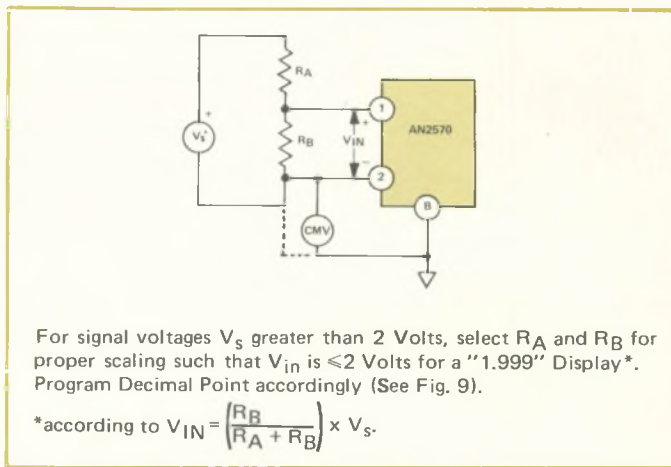 RA
1
AN2570
+
+
Vs
RB
VIN
−
2
B
CMV
For signal voltages Vs greater than 2 Volts, select RA and RB for
proper scaling such that Vin is ⩽2 Volts for a "1.999" Display*.
Program Decimal Point accordingly (See Fig. 9).
*according to VIN = (RB / RA + RB) x Vs.